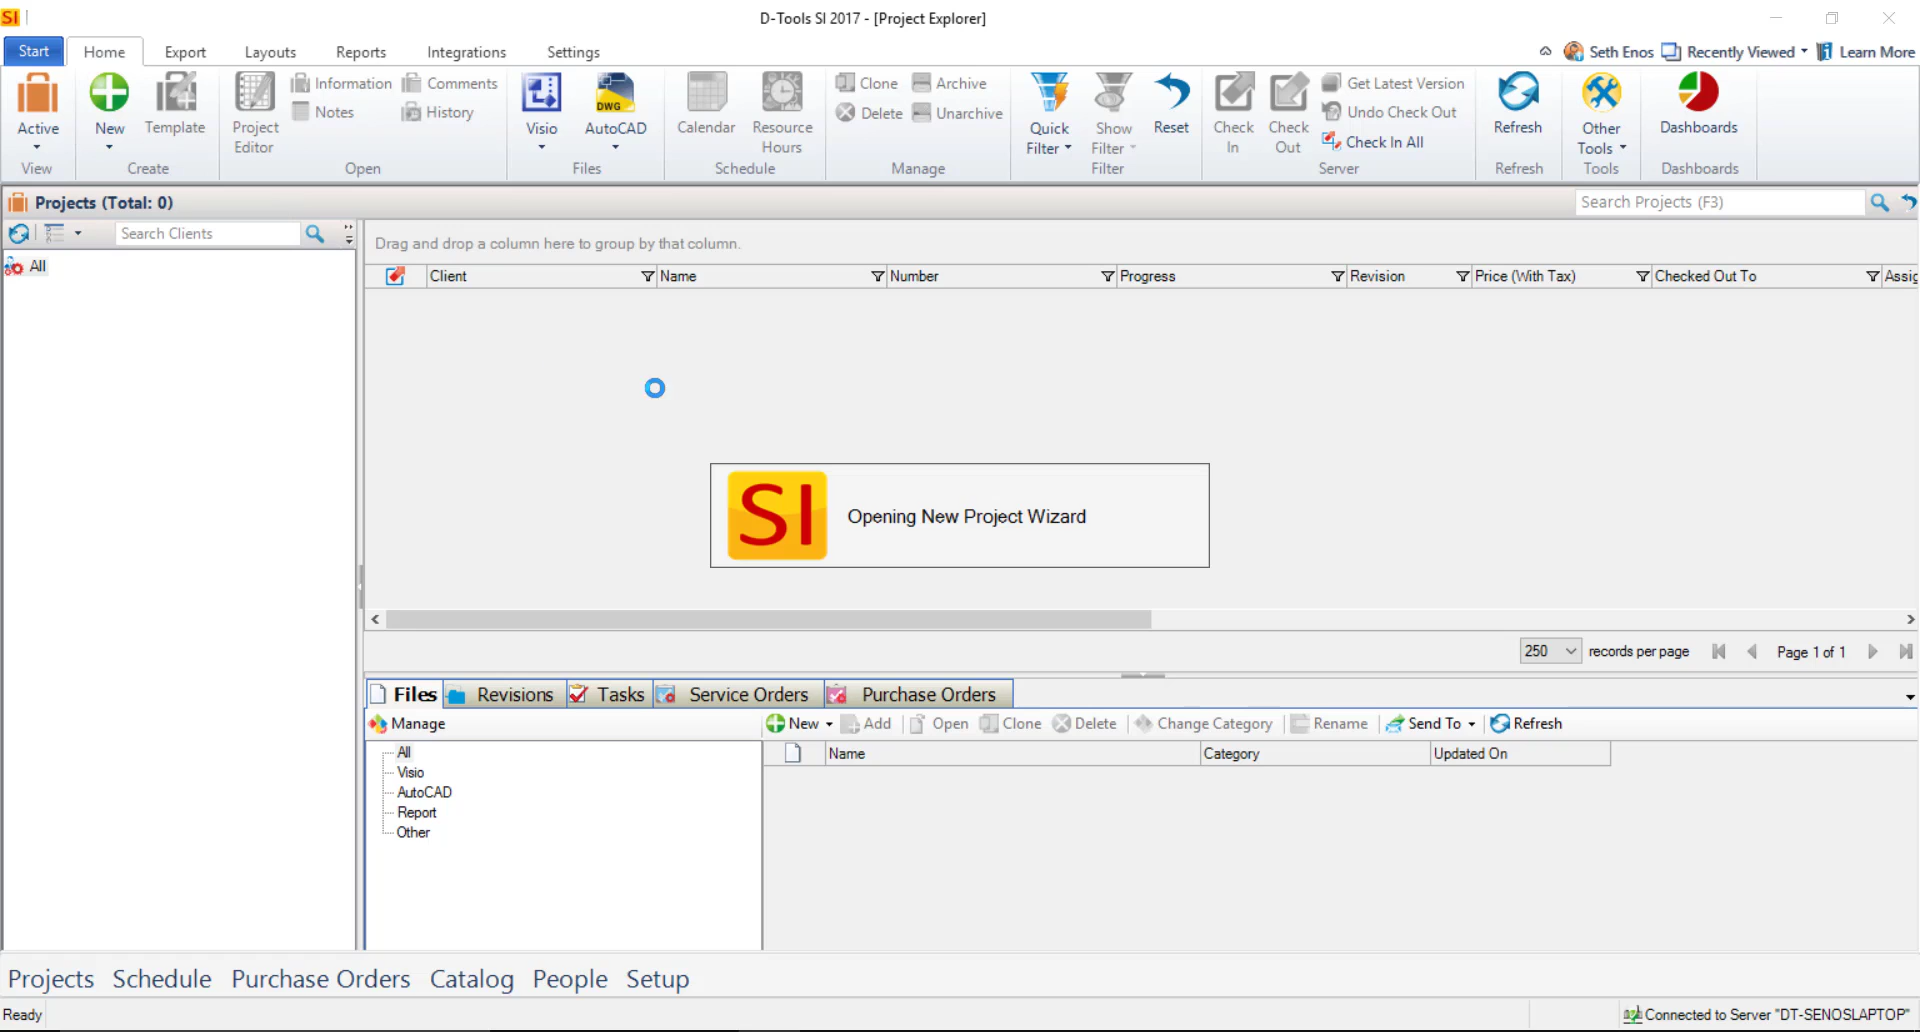 SI
D-Tools SI 2017 - [Project Explorer]
Start Home Export Layouts Reports Integrations Settings
Seth Enos Recently Viewed Learn More
Active
View
New Template
Create
Project Editor Information Notes Comments History
Open
Visio DWG AutoCAD
Files
Calendar Resource Hours
Schedule
Clone Archive
Delete Unarchive
Manage
Quick Filter Show Filter Reset
Filter
Check In Check Out Get Latest Version
Undo Check Out
Check In All
Server
Refresh
Refresh
Other Tools
Tools
Dashboards
Dashboards
Projects (Total: 0)
Search Projects (F3)
Search Clients
All
Drag and drop a column here to group by that column.
Client Name Number Progress Revision Price (With Tax) Checked Out To Assig
SI Opening New Project Wizard
250 records per page Page 1 of 1
Files Revisions Tasks Service Orders Purchase Orders
Manage
New Add Open Clone Delete Change Category Rename Send To Refresh
All
Visio
AutoCAD
Report
Other
Name Category Updated On
Projects Schedule Purchase Orders Catalog People Setup
Ready
Connected to Server "DT-SENOSLAPTOP"